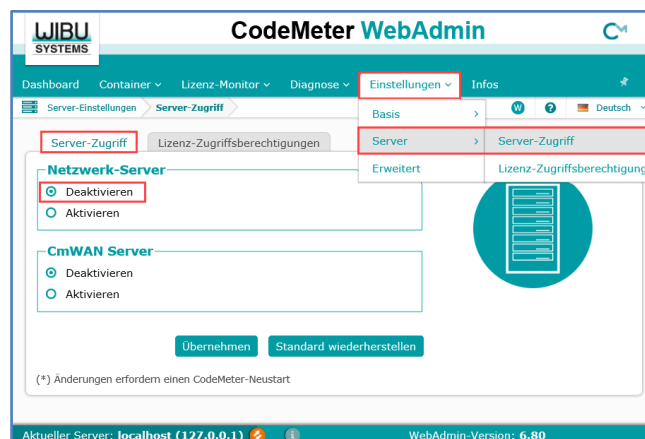 WIBU
SYSTEMS
CodeMeter WebAdmin
Dashboard Container Lizenz-Monitor Diagnose Einstellungen Infos
Server-Einstellungen Server-Zugriff
W ? Deutsch
Basis
Server
Erweitert
Server-Zugriff
Lizenz-Zugriffsberechtigung
Server-Zugriff Lizenz-Zugriffsberechtigungen
Netzwerk-Server
Deaktivieren
Aktivieren
CmWAN Server
Deaktivieren
Aktivieren
Übernehmen Standard wiederherstellen
(*) Änderungen erfordern einen CodeMeter-Neustart
Aktueller Server: localhost (127.0.0.1) i WebAdmin-Version: 6.80